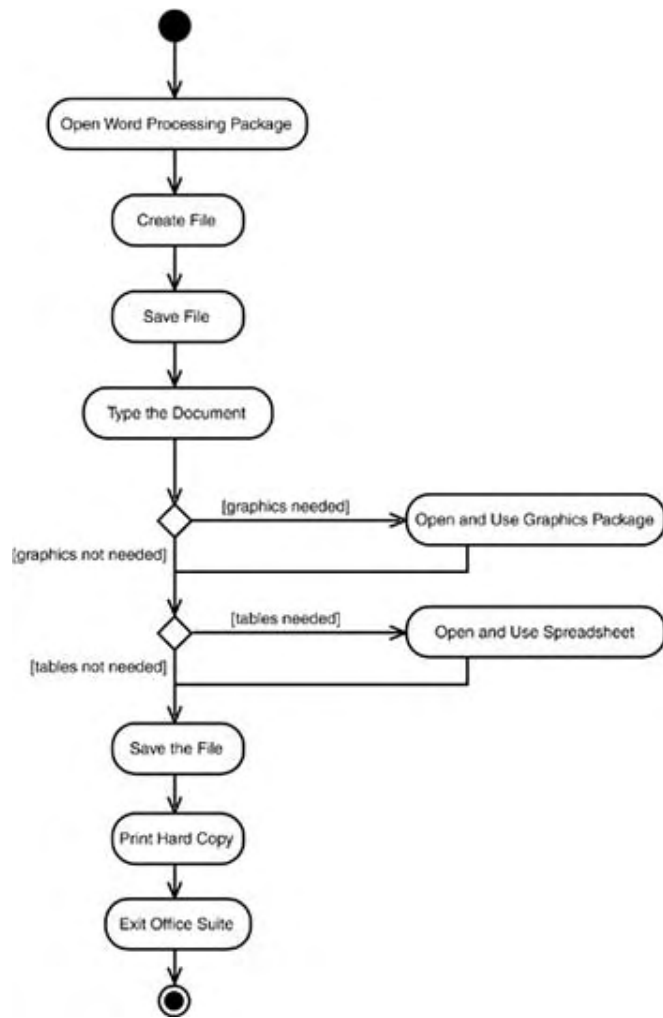 Open Word Processing Package
Create File
Save File
Type the Document
[graphics needed]
Open and Use Graphics Package
[graphics not needed]
[tables needed]
Open and Use Spreadsheet
[tables not needed]
Save the File
Print Hard Copy
Exit Office Suite